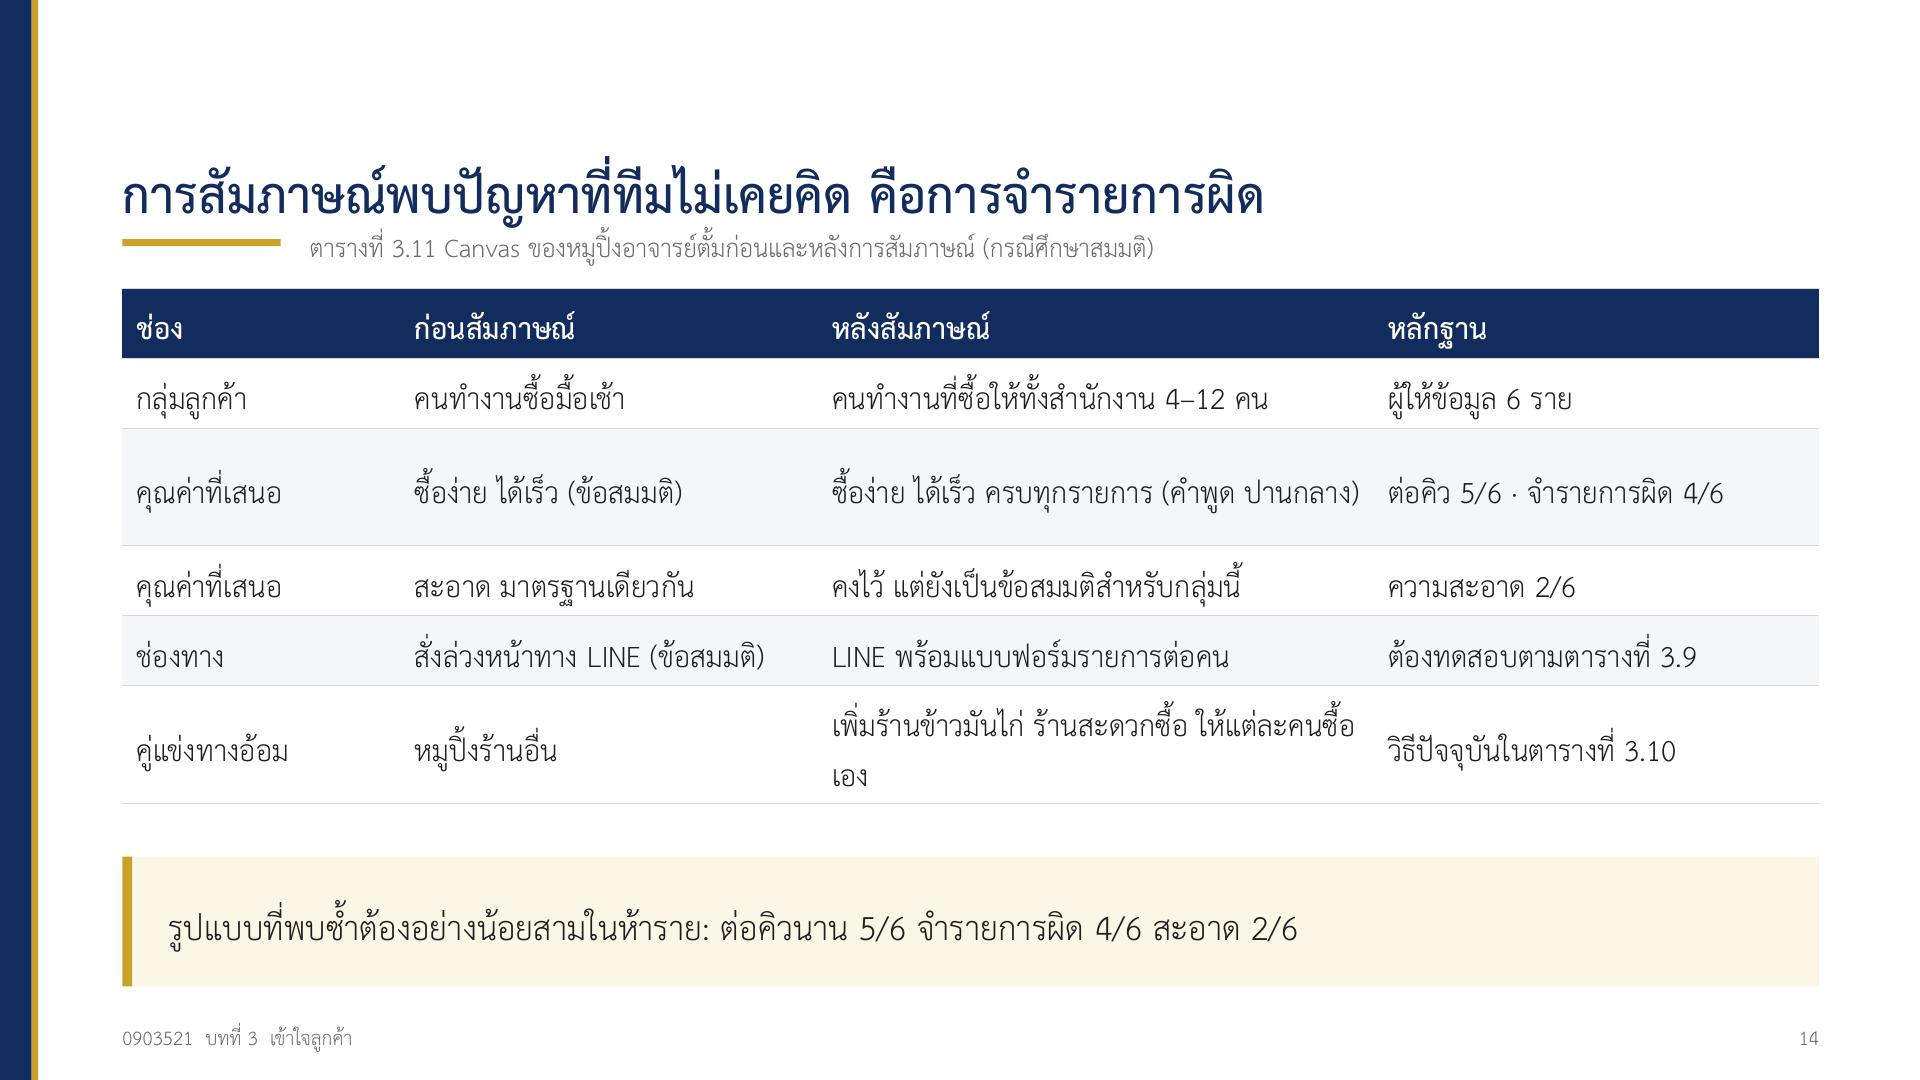 การสัมภาษณ์พบปัญหาที่ทีมไม่เคยคิด คือการจำรายการผิด
ตารางที่ 3.11 Canvas ของหมูปิ้งอาจารย์ตั้มก่อนและหลังการสัมภาษณ์ (กรณีศึกษาสมมติ)
ช่อง ก่อนสัมภาษณ์ หลังสัมภาษณ์ หลักฐาน
กลุ่มลูกค้า คนทำงานซื้อมื้อเช้า คนทำงานที่ซื้อให้ทั้งสำนักงาน 4–12 คน ผู้ให้ข้อมูล 6 ราย
คุณค่าที่เสนอ ซื้อง่าย ได้เร็ว (ข้อสมมติ) ซื้อง่าย ได้เร็ว ครบทุกรายการ (คำพูด ปานกลาง) ต่อคิว 5/6 · จำรายการผิด 4/6
คุณค่าที่เสนอ สะอาด มาตรฐานเดียวกัน คงไว้ แต่ยังเป็นข้อสมมติสำหรับกลุ่มนี้ ความสะอาด 2/6
ช่องทาง สั่งล่วงหน้าทาง LINE (ข้อสมมติ) LINE พร้อมแบบฟอร์มรายการต่อคน ต้องทดสอบตามตารางที่ 3.9
คู่แข่งทางอ้อม หมูปิ้งร้านอื่น เพิ่มร้านข้าวมันไก่ ร้านสะดวกซื้อ ให้แต่ละคนซื้อ
เอง วิธีปัจจุบันในตารางที่ 3.10
รูปแบบที่พบซ้ำต้องอย่างน้อยสามในห้าราย: ต่อคิวนาน 5/6 จำรายการผิด 4/6 สะอาด 2/6
0903521 บทที่ 3 เข้าใจลูกค้า 14